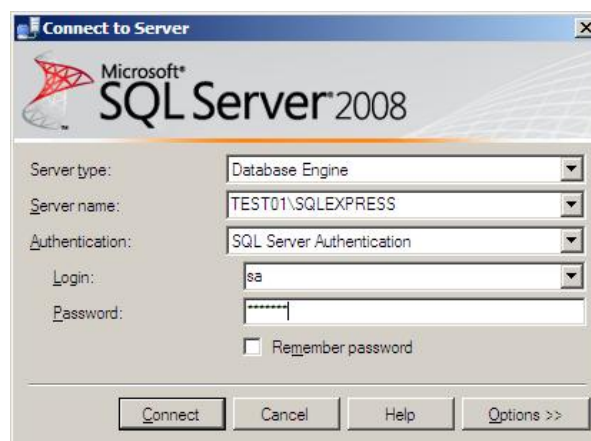 Connect to Server
Microsoft®
SQL Server® 2008
Server type: Database Engine
Server name: TEST01\SQLEXPRESS
Authentication: SQL Server Authentication
Login: sa
Password: *******
Remember password
Connect Cancel Help Options >>